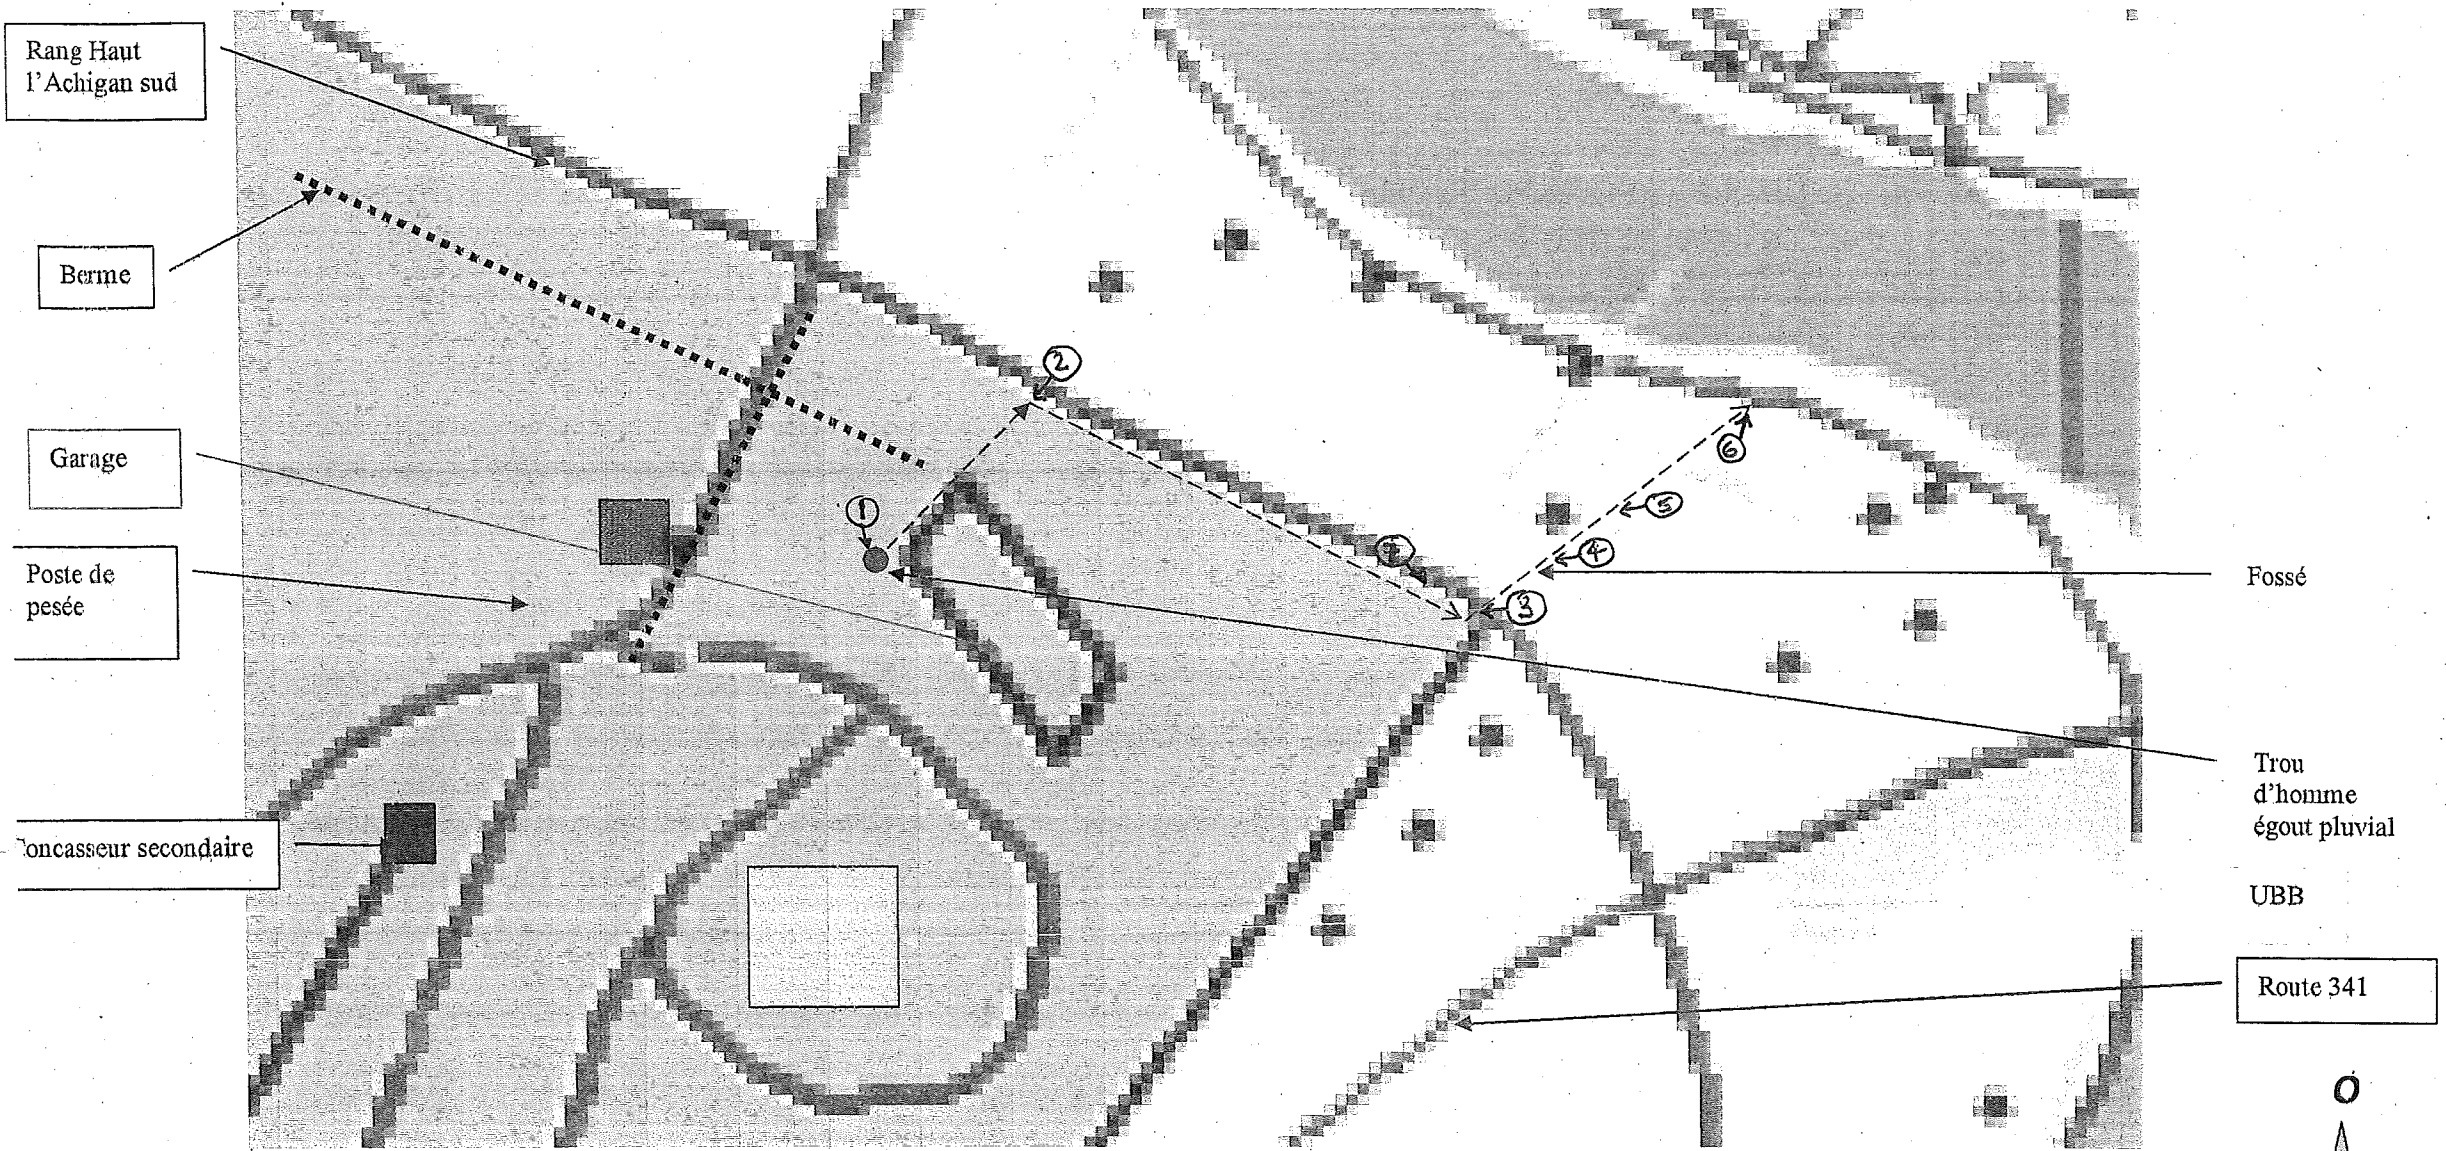 Rang Haut
l'Achigan sud
Berme
Garage
Poste de
pesée
oncasseur secondaire
1
2
3
4
5
6
7
Fossé
Trou
d'homme
égout pluvial
UBB
Route 341
O